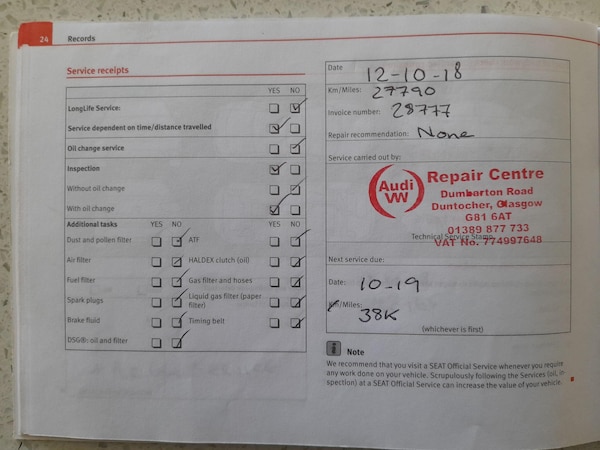 24 Records
Service receipts
YES NO
LongLife Service:
Service dependent on time/distance travelled
Oil change service
Inspection
Without oil change
With oil change
Additional tasks YES NO YES NO
Dust and pollen filter ATF
Air filter HALDEX clutch (oil)
Fuel filter Gas filter and hoses
Spark plugs Liquid gas filter (paper
filter)
Brake fluid Timing belt
DSG®: oil and filter
Date 12-10-18
Km/Miles: 27790
Invoice number: 28777
Repair recommendation: None
Service carried out by:
Audi
VW
Repair Centre
Dumbarton Road
Duntocher, Glasgow
G81 6AT
01389 877 733
Technical Service Stamp
VAT No. 774997648
Next service due:
Date: 10-19
Km/Miles:
38K
(whichever is first)
i Note
We recommend that you visit a SEAT Official Service whenever you require
any work done on your vehicle. Scrupulously following the Services (oil, in-
spection) at a SEAT Official Service can increase the value of your vehicle.